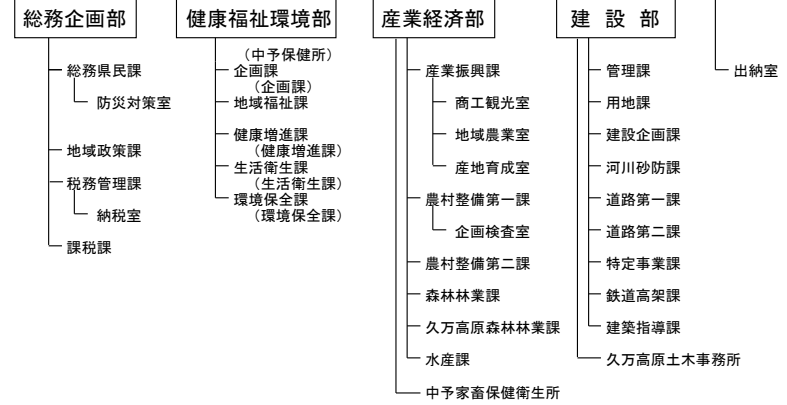 総務企画部
総務県民課
防災対策室
地域政策課
税務管理課
納税室
課税課
健康福祉環境部
（中予保健所）
企画課
（企画課）
地域福祉課
健康増進課
（健康増進課）
生活衛生課
（生活衛生課）
環境保全課
（環境保全課）
産業経済部
産業振興課
商工観光室
地域農業室
産地育成室
農村整備第一課
企画検査室
農村整備第二課
森林林業課
久万高原森林林業課
水産課
中予家畜保健衛生所
建 設 部
管理課
用地課
建設企画課
河川砂防課
道路第一課
道路第二課
特定事業課
鉄道高架課
建築指導課
久万高原土木事務所
出納室